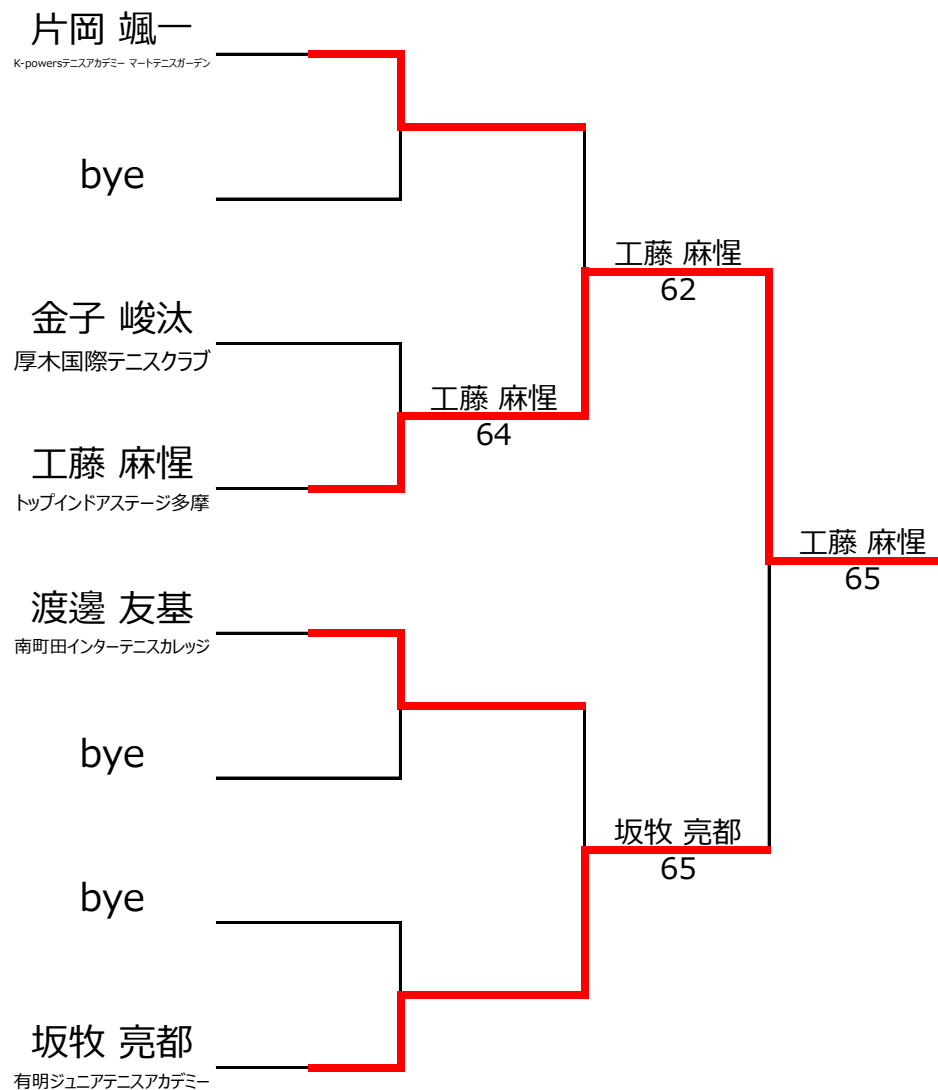 片岡 颯一
K-powersテニスアカデミー マートテニスガーデン
bye
金子 峻汰
厚木国際テニスクラブ
工藤 麻惺
トップインドアステージ多摩
渡邊 友基
南町田インターテニスカレッジ
bye
bye
坂牧 亮都
有明ジュニアテニスアカデミー
工藤 麻惺
64
工藤 麻惺
62
坂牧 亮都
65
工藤 麻惺
65